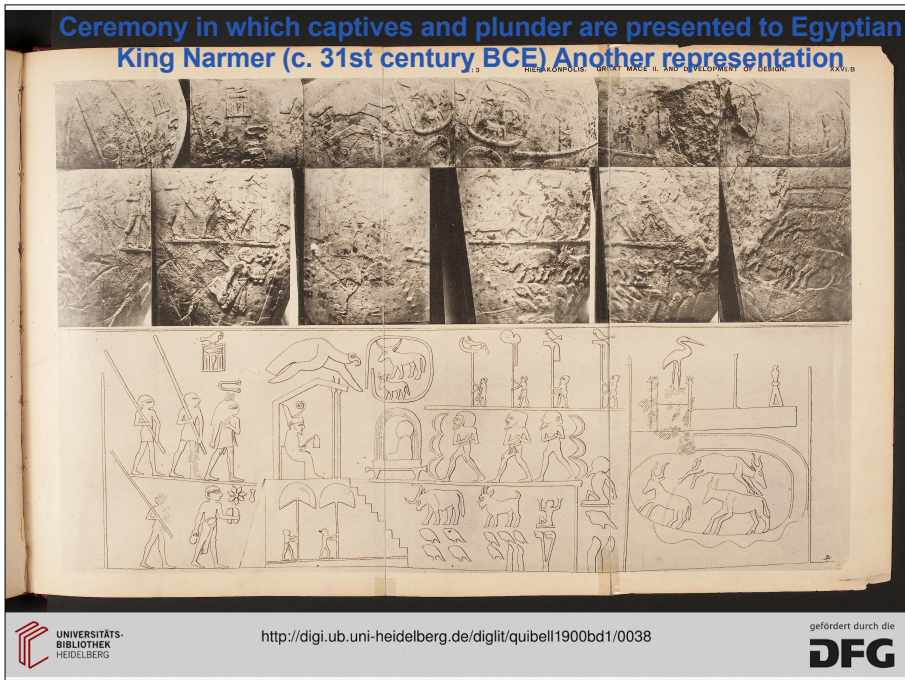 Ceremony in which captives and plunder are presented to Egyptian
King Narmer (c. 31st century BCE) Another representation
: 3 HIERAKONPOLIS. GREAT MACE II. AND DEVELOPMENT OF DESIGN. XXVI.B
UNIVERSITÄTS-
BIBLIOTHEK
HEIDELBERG
http://digi.ub.uni-heidelberg.de/diglit/quibell1900bd1/0038
gefördert durch die
DFG